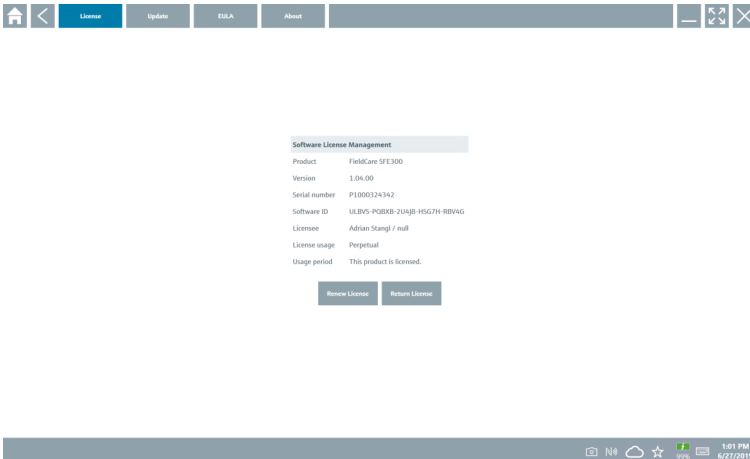 License Update EULA About
Software License Management
Product FieldCare SFE300
Version 1.04.00
Serial number P1000324342
Software ID ULBVS-PQBXB-2U4JB-HSG7H-RBV4G
Licensee Adrian Stangl / null
License usage Perpetual
Usage period This product is licensed.
Renew License Return License
1:01 PM
99%